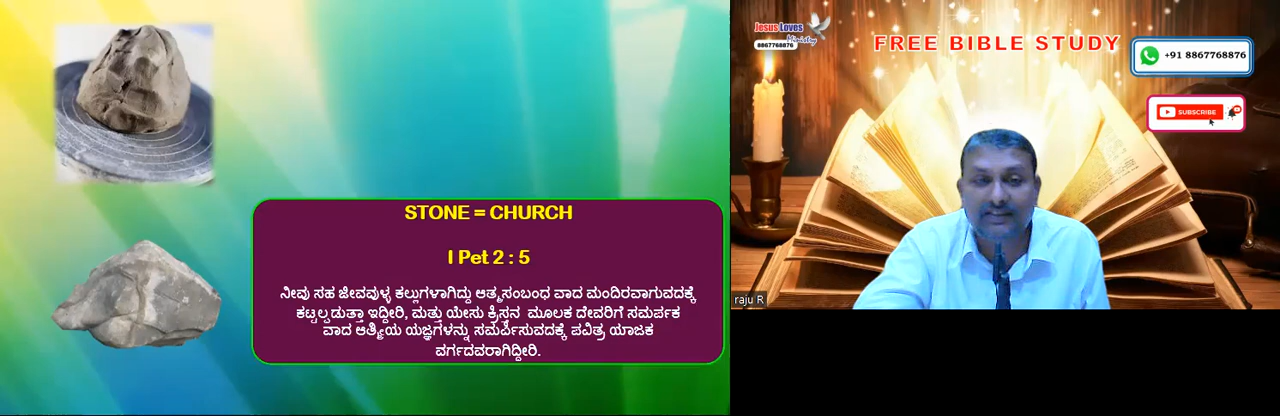 STONE = CHURCH
I Pet 2 : 5
ನೀವು ಸಹ ಜೀವವುಳ್ಳ ಕಲ್ಲುಗಳಾಗಿದ್ದು ಆತ್ಮಸಂಬಂಧ ವಾದ ಮಂದಿರವಾಗುವದಕ್ಕೆ
ಕಟ್ಟಲ್ಪಡುತ್ತಾ ಇದ್ದೀರಿ, ಮತ್ತು ಯೇಸು ಕ್ರಿಸ್ತನ ಮೂಲಕ ದೇವರಿಗೆ ಸಮರ್ಪಕ
ವಾದ ಆತ್ಮೀಯ ಯಜ್ಞಗಳನ್ನು ಸಮರ್ಪಿಸುವದಕ್ಕೆ ಪವಿತ್ರ ಯಾಜಕ
ವರ್ಗದವರಾಗಿದ್ದೀರಿ.
Jesus Loves
Ministry
8867768876
FREE BIBLE STUDY
+91 8867768876
SUBSCRIBE
raju R